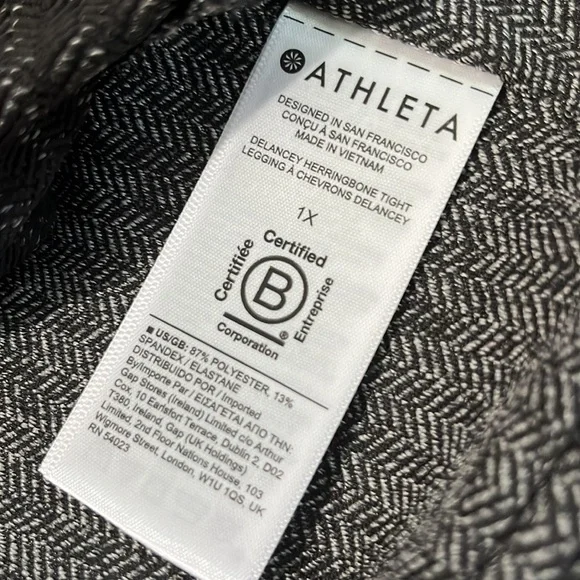 ATHLETA
DESIGNED IN SAN FRANCISCO
CONÇU À SAN FRANCISCO
MADE IN VIETNAM
DELANCEY HERRINGBONE TIGHT
LEGGING À CHEVRONS DELANCEY
1X
Certified
Certifiée
B
Entreprise
®
Corporation
■ US/GB: 87% POLYESTER, 13%
SPANDEX / ELASTANE
DISTRIBUIDO POR / Imported
By/Importe Par / ΕΙΣΑΓΕΤΑΙ ΑΠΟ ΤΗΝ:
Gap Stores (Ireland) Limited c/o Arthur
Cox, 10 Earlsfort Terrace, Dublin 2, D02
T380, Ireland, Gap (UK Holdings)
Limited, 2nd Floor Nations House, 103
Wigmore Street, London, W1U 1QS, UK
RN 54023